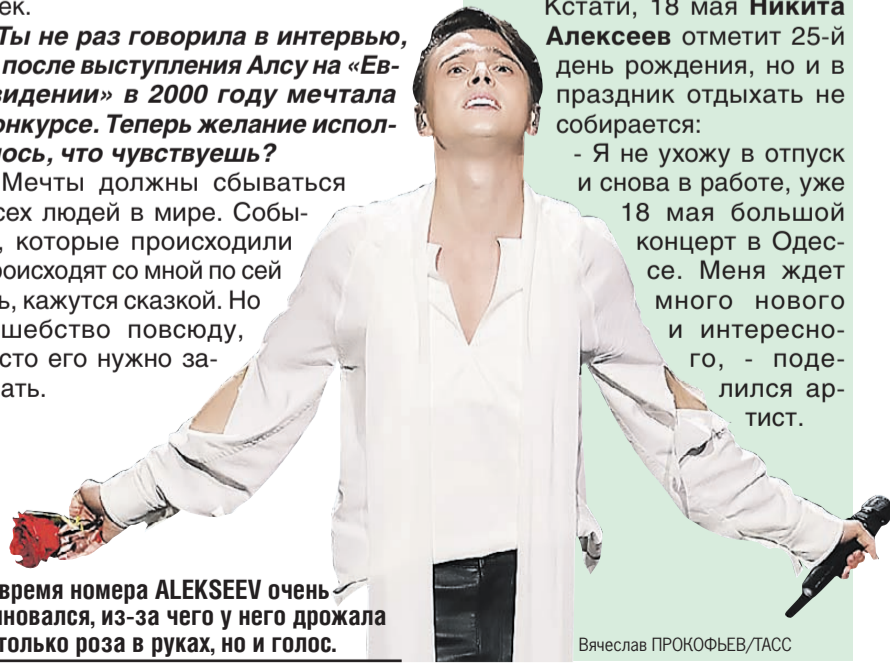 ек.
Ты не раз говорила в интервью,
после выступления Алсу на «Ев-
видении» в 2000 году мечтала
онкурсе. Теперь желание испол-
ось, что чувствуешь?
Мечты должны сбываться
сех людей в мире. Собы-
, которые происходили
роисходят со мной по сей
ь, кажутся сказкой. Но
шебство повсюду,
сто его нужно за-
ать.
время номера ALEKSEEV очень
новался, из-за чего у него дрожала
только роза в руках, но и голос.
Кстати, 18 мая Никита
Алексеев отметит 25-й
день рождения, но и в
праздник отдыхать не
собирается:
- Я не ухожу в отпуск
и снова в работе, уже
18 мая большой
концерт в Одес-
се. Меня ждет
много нового
и интересно-
го, - поде-
лился ар-
тист.
Вячеслав ПРОКОФЬЕВ/ТАСС